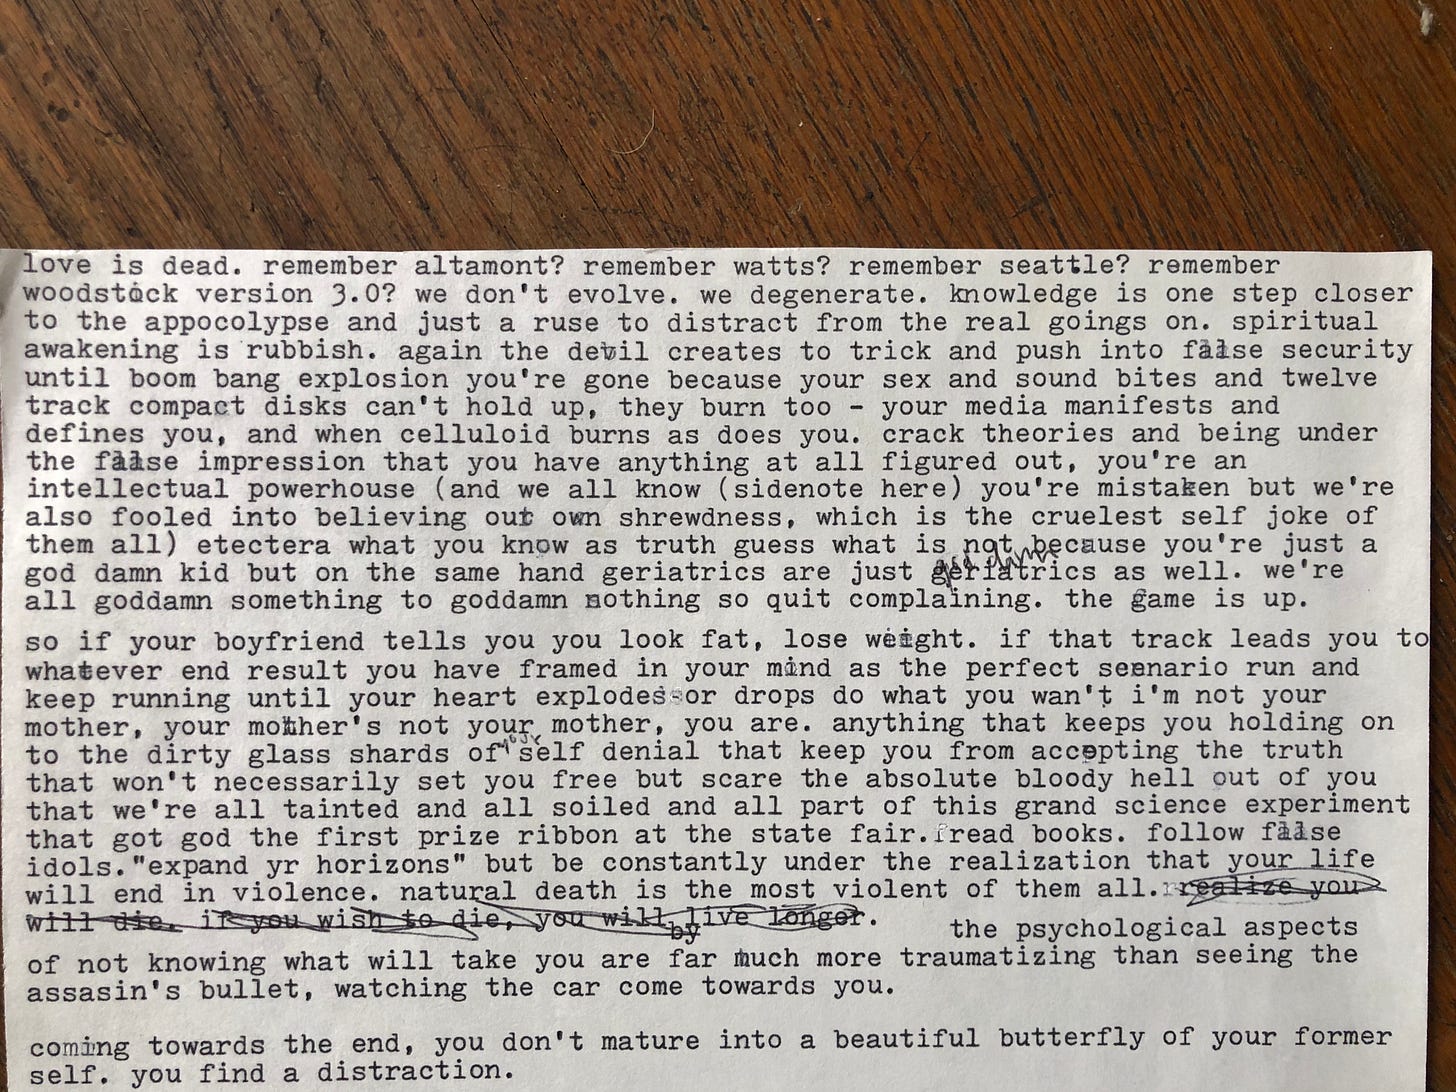 love is dead. remember altamont? remember watts? remember seattle? remember
woodstock version 3.0? we don't evolve. we degenerate. knowledge is one step closer
to the appocolypse and just a ruse to distract from the real goings on. spiritual
awakening is rubbish. again the devil creates to trick and push into false security
until boom bang explosion you're gone because your sex and sound bites and twelve
track compact disks can't hold up, they burn too - your media manifests and
defines you, and when celluloid burns as does you. crack theories and being under
the false impression that you have anything at all figured out, you're an
intellectual powerhouse (and we all know (sidenote here) you're mistaken but we're
also fooled into believing out own shrewdness, which is the cruelest self joke of
them all) etectera what you know as truth guess what is not because you're just a
god damn kid but on the same hand geriatrics are just god damn geriatrics as well. we're
all goddamn something to goddamn nothing so quit complaining. the game is up.
so if your boyfriend tells you you look fat, lose weight. if that track leads you to
whatever end result you have framed in your mind as the perfect scenario run and
keep running until your heart explodes or drops do what you wan't i'm not your
mother, your mother's not your mother, you are. anything that keeps you holding on
to the dirty glass shards of your self denial that keep you from accepting the truth
that won't necessarily set you free but scare the absolute bloody hell out of you
that we're all tainted and all soiled and all part of this grand science experiment
that got god the first prize ribbon at the state fair. read books. follow false
idols."expand yr horizons" but be constantly under the realization that your life
will end in violence. natural death is the most violent of them all. realize you
will die. if you wish to die, you will live longer. by the psychological aspects
of not knowing what will take you are far much more traumatizing than seeing the
assasin's bullet, watching the car come towards you.
coming towards the end, you don't mature into a beautiful butterfly of your former
self. you find a distraction.